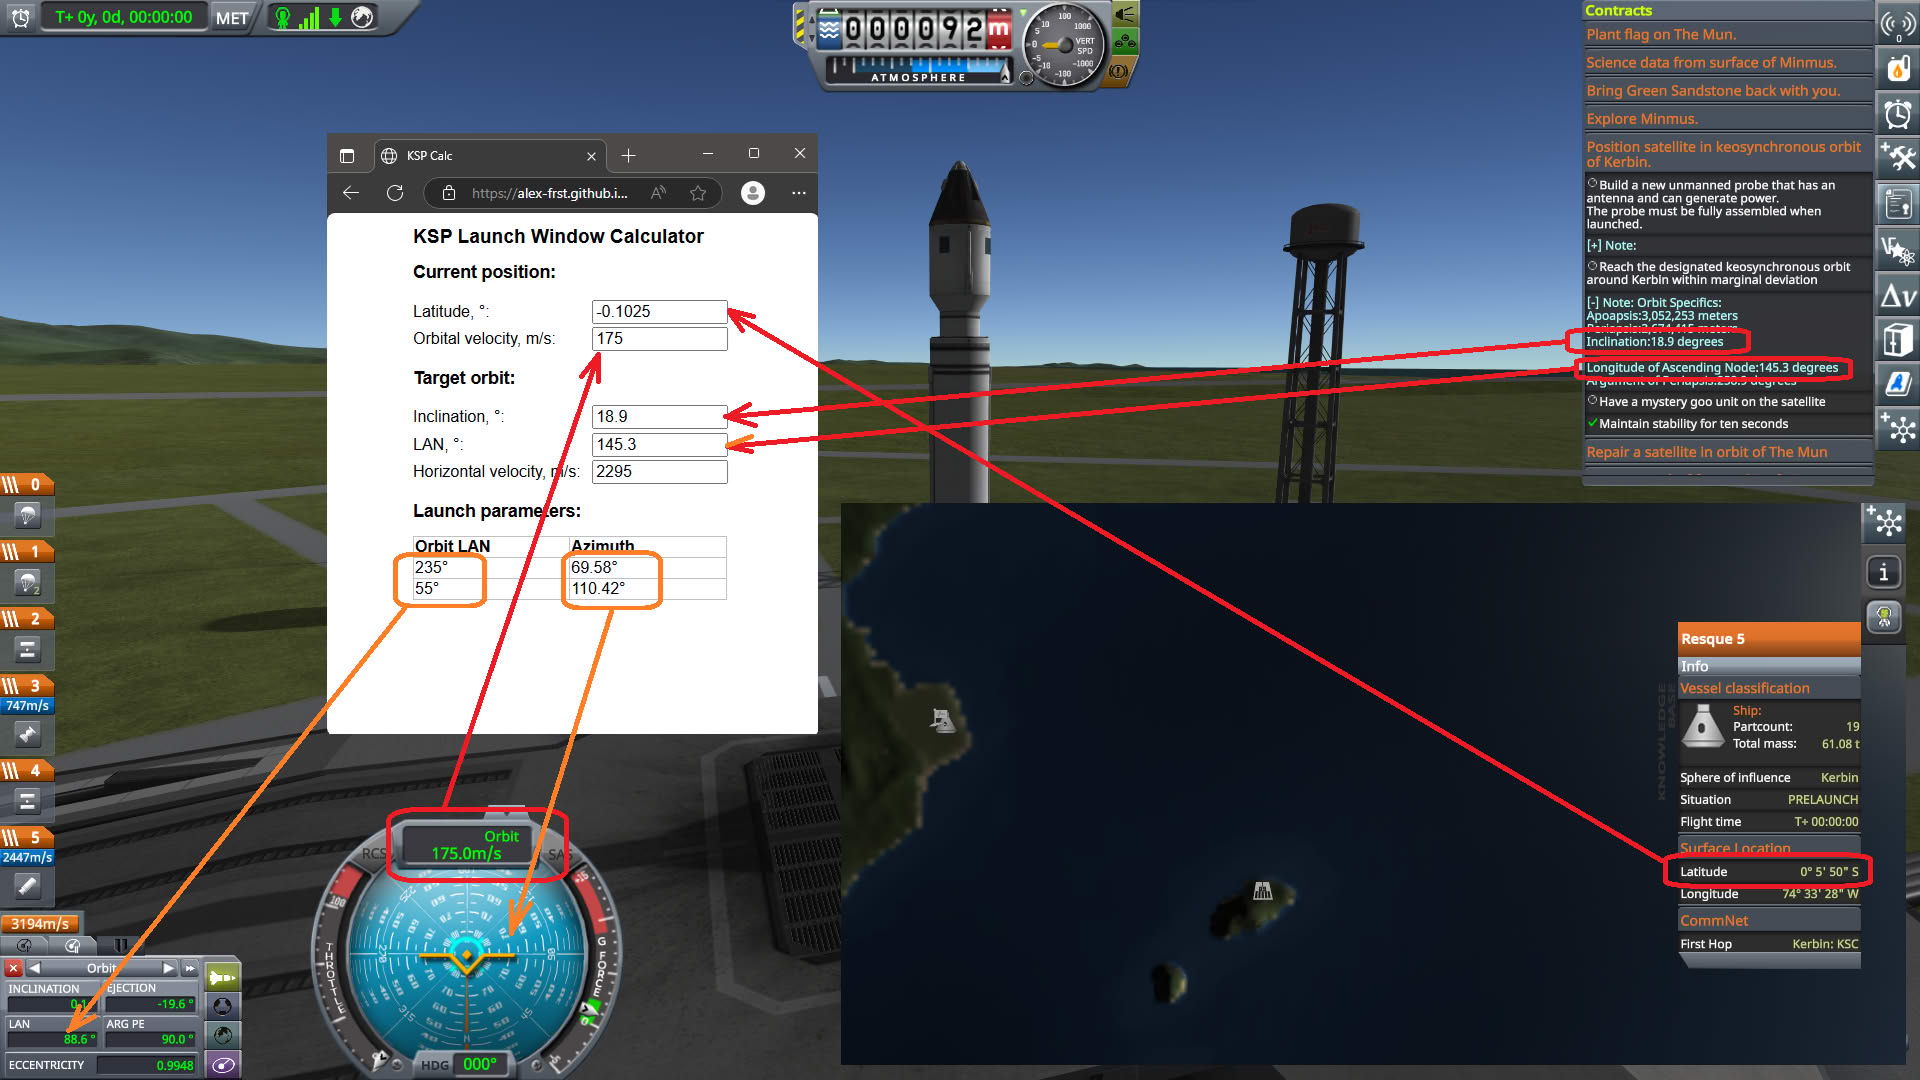 T+ 0y, 0d, 00:00:00
MET
000092 m
ATMOSPHERE
VERT
SPD
KSP Calc
https://alex-frst.github.i...
KSP Launch Window Calculator
Current position:
Latitude, °:
-0.1025
Orbital velocity, m/s:
175
Target orbit:
Inclination, °:
18.9
LAN, °:
145.3
Horizontal velocity, m/s:
2295
Launch parameters:
Orbit LAN
Azimuth
235°
69.58°
55°
110.42°
Contracts
Plant flag on The Mun.
Science data from surface of Minmus.
Bring Green Sandstone back with you.
Explore Minmus.
Position satellite in keosynchronous orbit
of Kerbin.
Build a new unmanned probe that has an
antenna and can generate power.
The probe must be fully assembled when
launched.
[+] Note:
Reach the designated keosynchronous orbit
around Kerbin within marginal deviation
[-] Note: Orbit Specifics:
Apoapsis:3,052,253 meters
Inclination:18.9 degrees
Longitude of Ascending Node:145.3 degrees
Have a mystery goo unit on the satellite
Maintain stability for ten seconds
Repair a satellite in orbit of The Mun
0
Δv
KNOWLEDGE
BASE
Resque 5
Info
Vessel classification
Ship:
Partcount: 19
Total mass: 61.08 t
Sphere of influence Kerbin
Situation PRELAUNCH
Flight time T+ 00:00:00
Surface Location
Latitude 0° 5' 50" S
Longitude 74° 33' 28" W
CommNet
First Hop Kerbin: KSC
0
1
2
2
3
747m/s
4
5
2447m/s
3194m/s
Orbit
INCLINATION
EJECTION
-19.6 °
LAN
ARG PE
88.6 °
90.0 °
ECCENTRICITY
0.9948
Orbit
175.0m/s
RCS
SAS
THROTTLE
G FORCE
HDG 000°